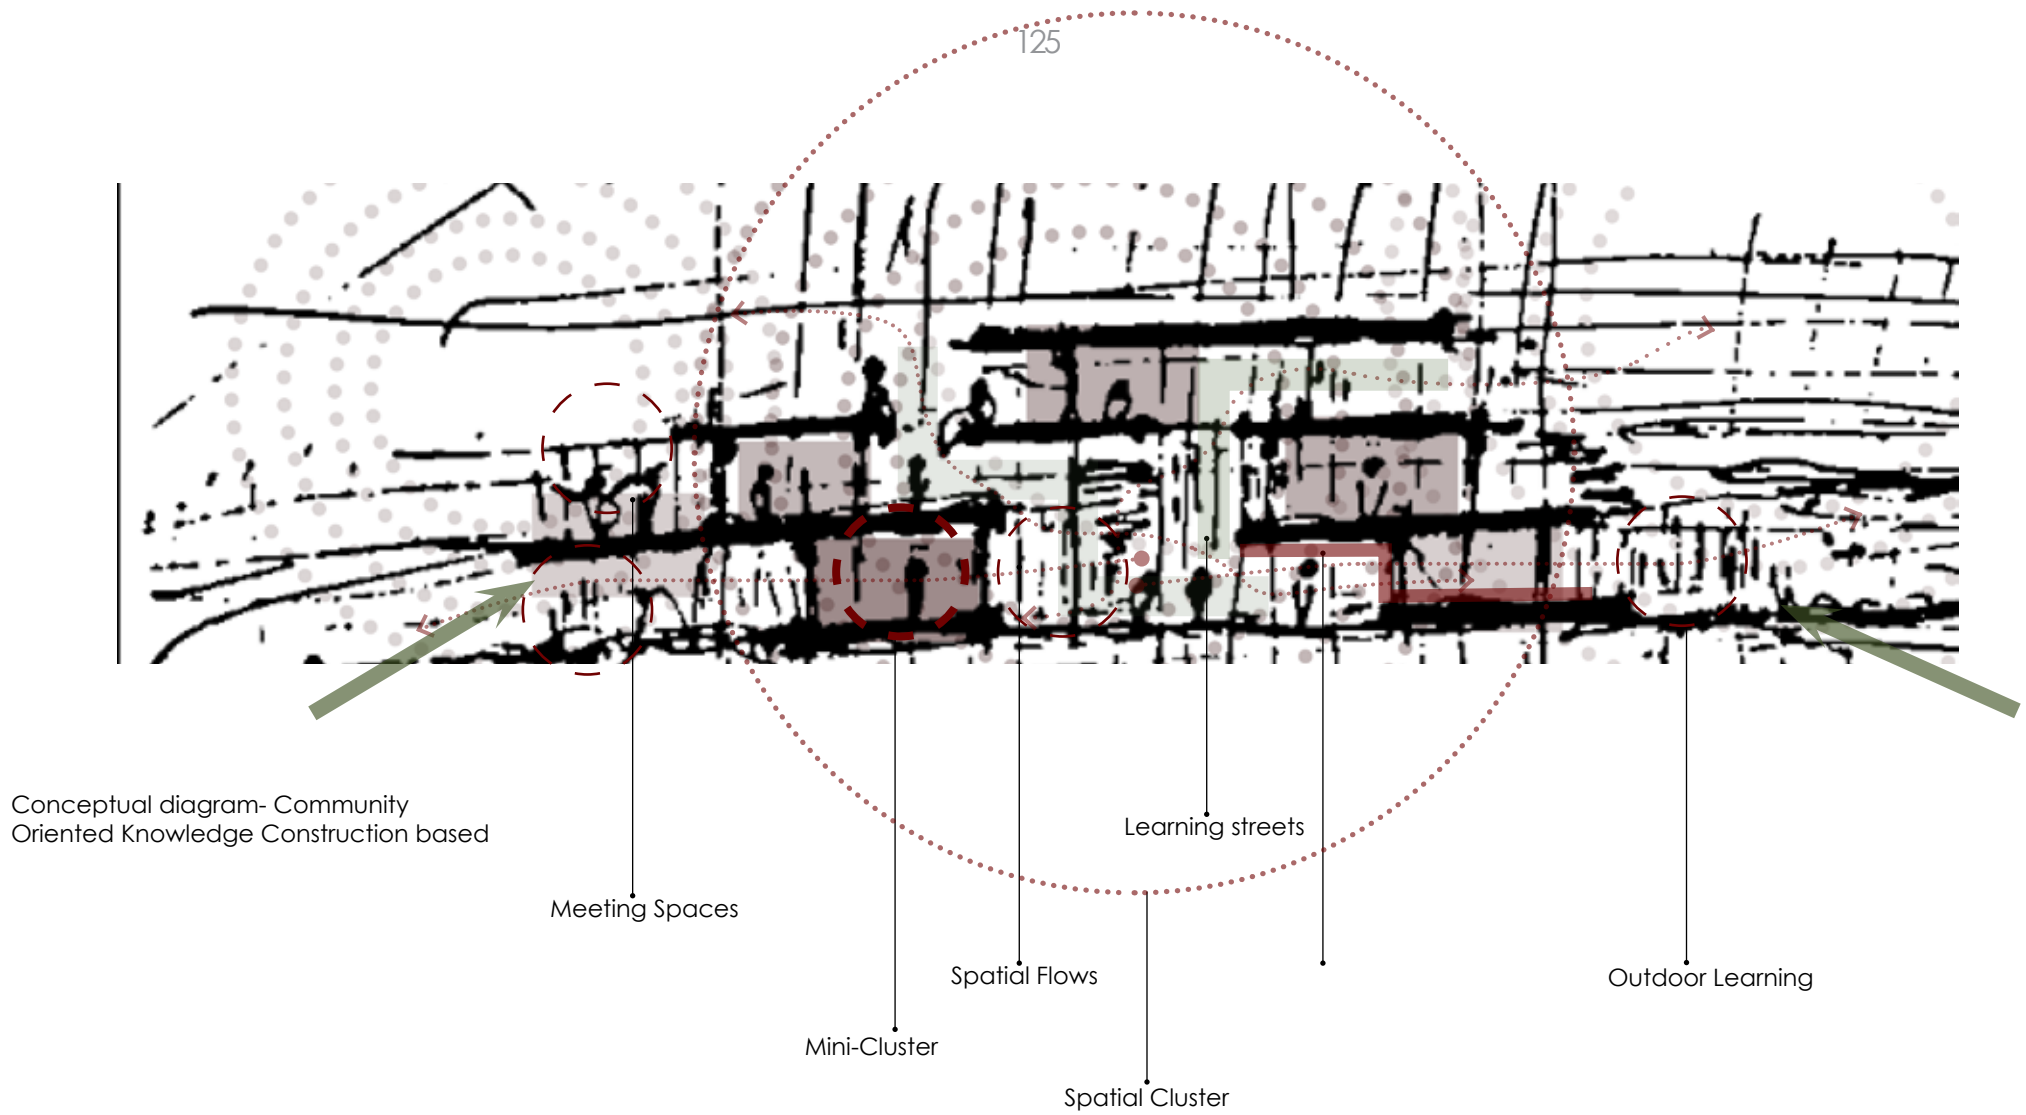 125
Conceptual diagram- Community
Oriented Knowledge Construction based
Learning streets
Meeting Spaces
Spatial Flows
Outdoor Learning
Mini-Cluster
Spatial Cluster